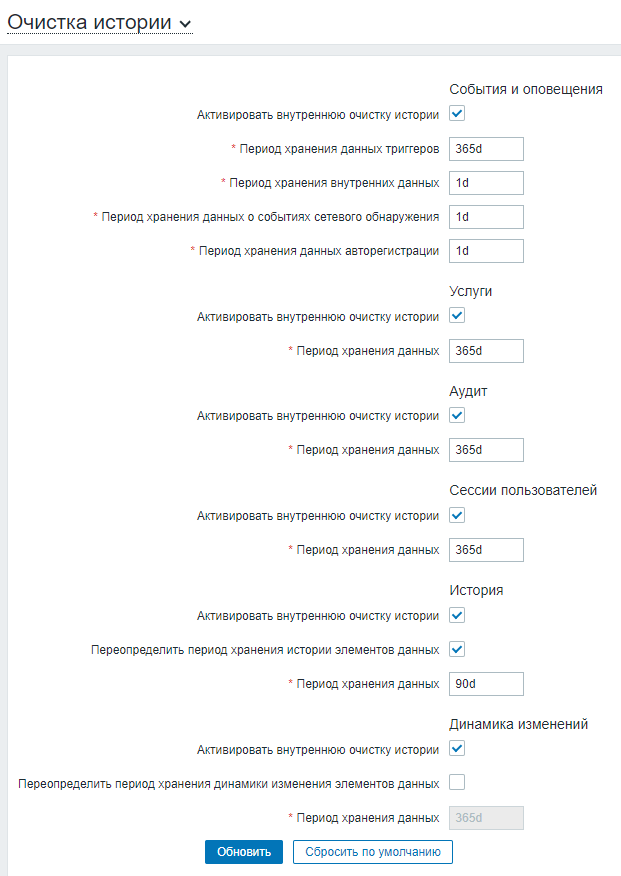 Очистка истории
События и оповещения
Активировать внутреннюю очистку истории
* Период хранения данных триггеров 365d
* Период хранения внутренних данных 1d
* Период хранения данных о событиях сетевого обнаружения 1d
* Период хранения данных авторегистрации 1d
Услуги
Активировать внутреннюю очистку истории
* Период хранения данных 365d
Аудит
Активировать внутреннюю очистку истории
* Период хранения данных 365d
Сессии пользователей
Активировать внутреннюю очистку истории
* Период хранения данных 365d
История
Активировать внутреннюю очистку истории
Переопределить период хранения истории элементов данных
* Период хранения данных 90d
Динамика изменений
Активировать внутреннюю очистку истории
Переопределить период хранения динамики изменения элементов данных
* Период хранения данных 365d
Обновить Сбросить по умолчанию